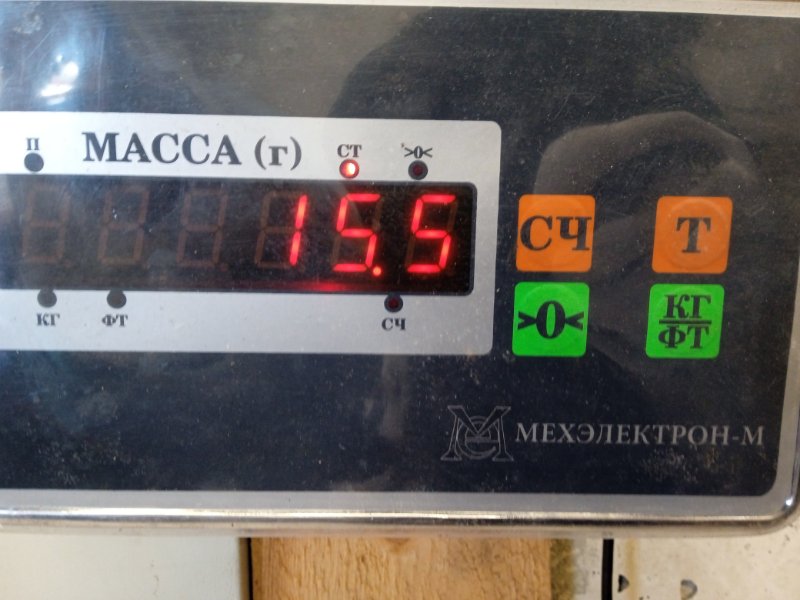 П МАССА (г) СТ >0<
15.5
КГ ФТ СЧ
СЧ Т
>0< КГ
ФТ
МЕХЭЛЕКТРОН-М